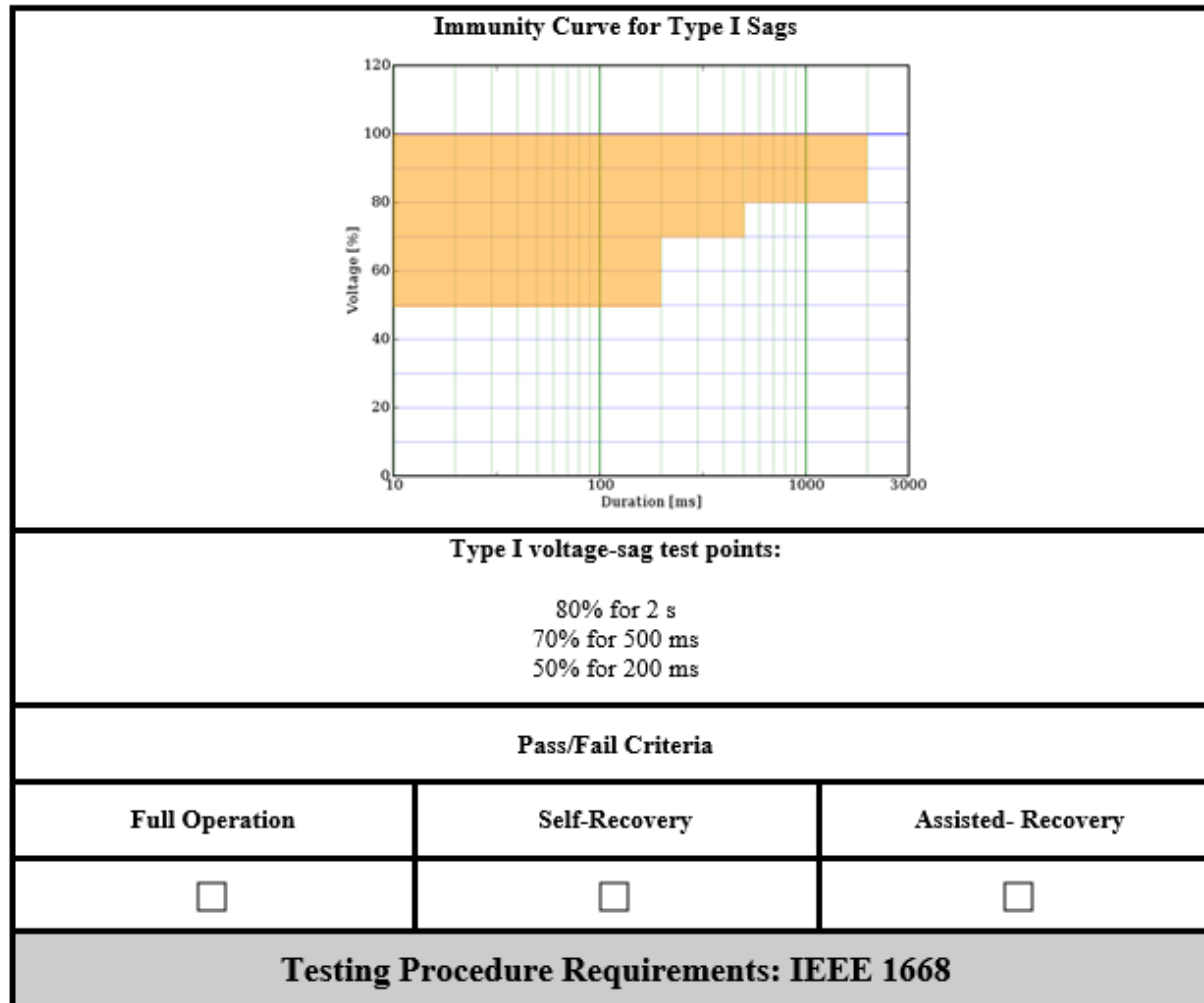 Immunity Curve for Type I Sags
120
100
80
60
40
20
0
Voltage [%]
10 100 1000 3000
Duration [ms]
Type I voltage-sag test points:
80% for 2 s
70% for 500 ms
50% for 200 ms
Pass/Fail Criteria
Full Operation Self-Recovery Assisted- Recovery
Testing Procedure Requirements: IEEE 1668